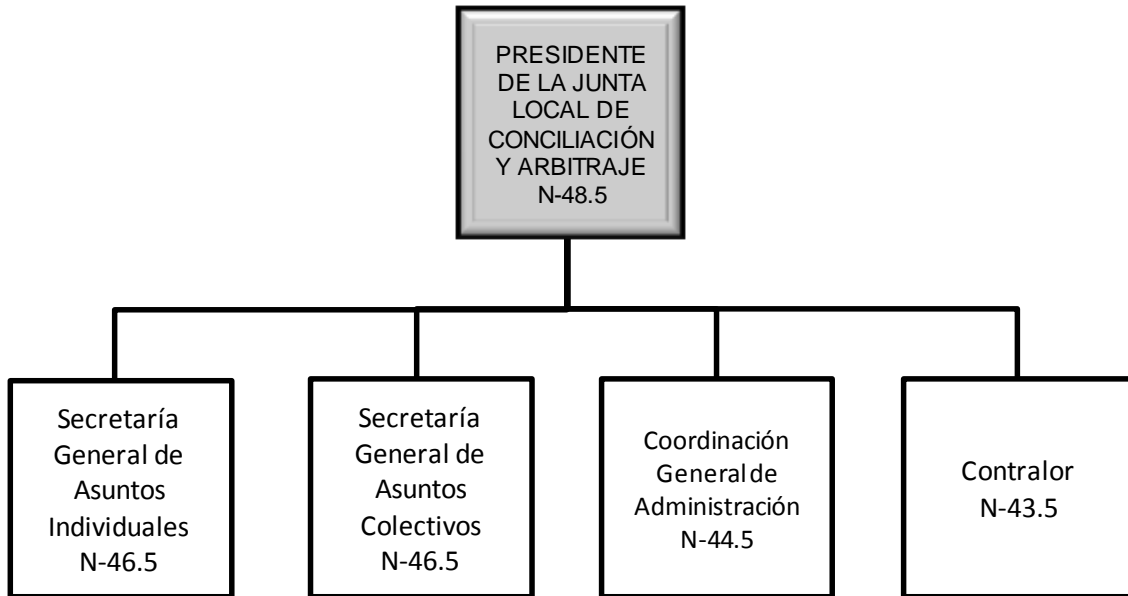 PRESIDENTE
DE LA JUNTA
LOCAL DE
CONCILIACIÓN
Y ARBITRAJE
N-48.5
Secretaría
General de
Asuntos
Individuales
N-46.5
Secretaría
General de
Asuntos
Colectivos
N-46.5
Coordinación
General de
Administración
N-44.5
Contralor
N-43.5